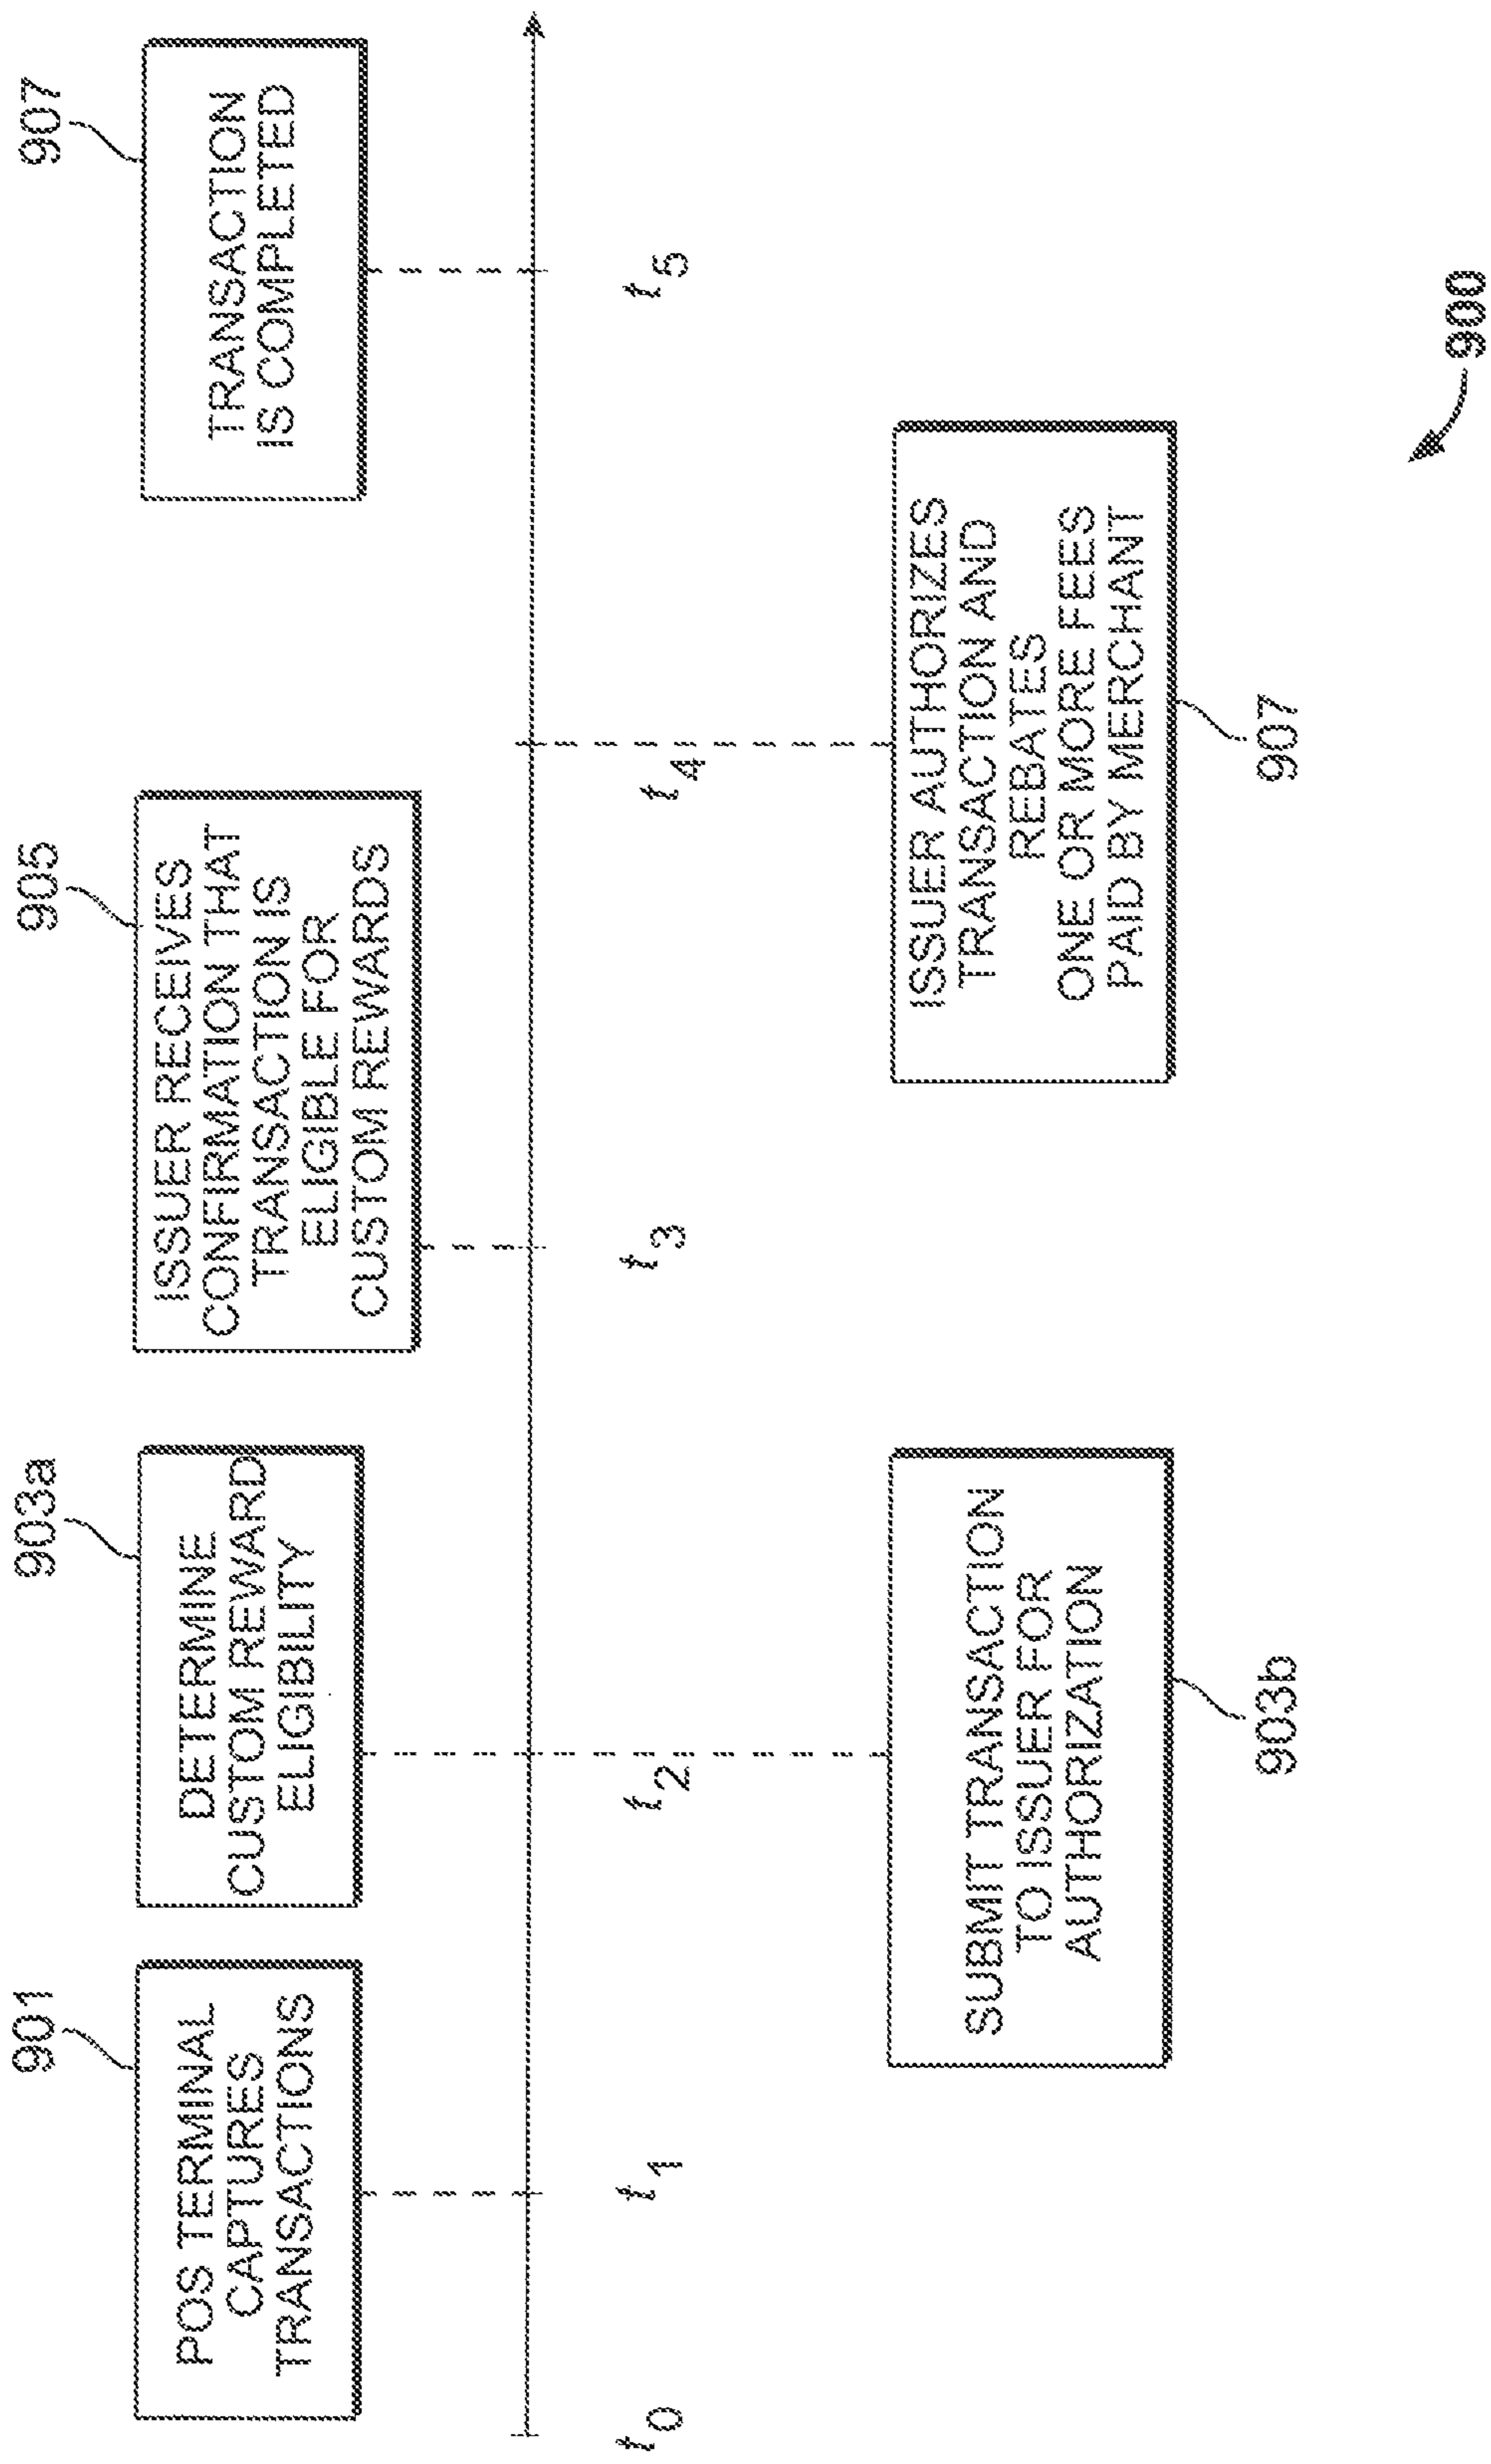 901
POS TERMINAL
CAPTURES
TRANSACTIONS
903a
DETERMINE
CUSTOM REWARD
ELIGIBILITY
905
ISSUER RECEIVES
CONFIRMATION THAT
TRANSACTION IS
ELIGIBLE FOR
CUSTOM REWARDS
907
TRANSACTION
IS COMPLETED
t0
t1
t2
t3
t4
t5
SUBMIT TRANSACTION
TO ISSUER FOR
AUTHORIZATION
903b
ISSUER AUTHORIZES
TRANSACTION AND
REBATES
ONE OR MORE FEES
PAID BY MERCHANT
907
900